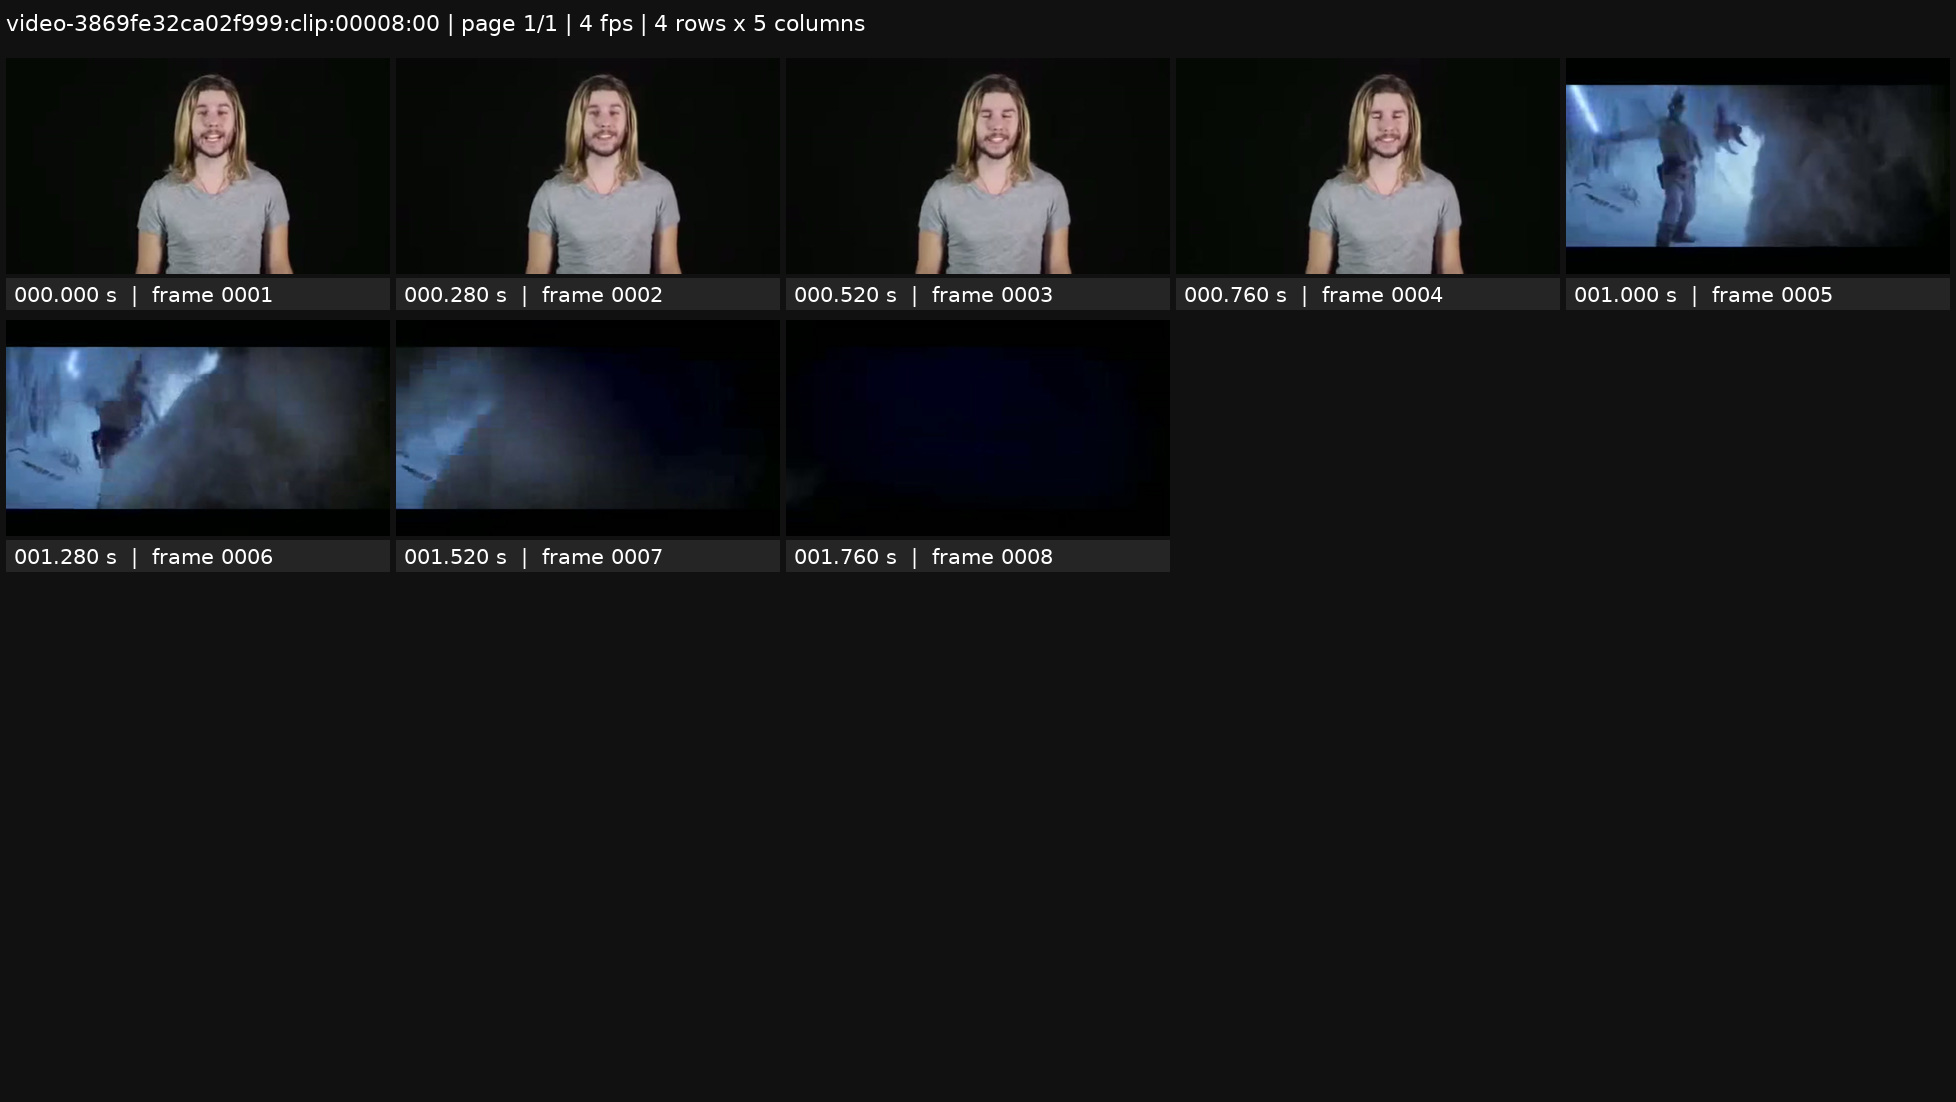 video-3869fe32ca02f999:clip:00008:00 | page 1/1 | 4 fps | 4 rows x 5 columns
000.000 s | frame 0001
000.280 s | frame 0002
000.520 s | frame 0003
000.760 s | frame 0004
001.000 s | frame 0005
001.280 s | frame 0006
001.520 s | frame 0007
001.760 s | frame 0008